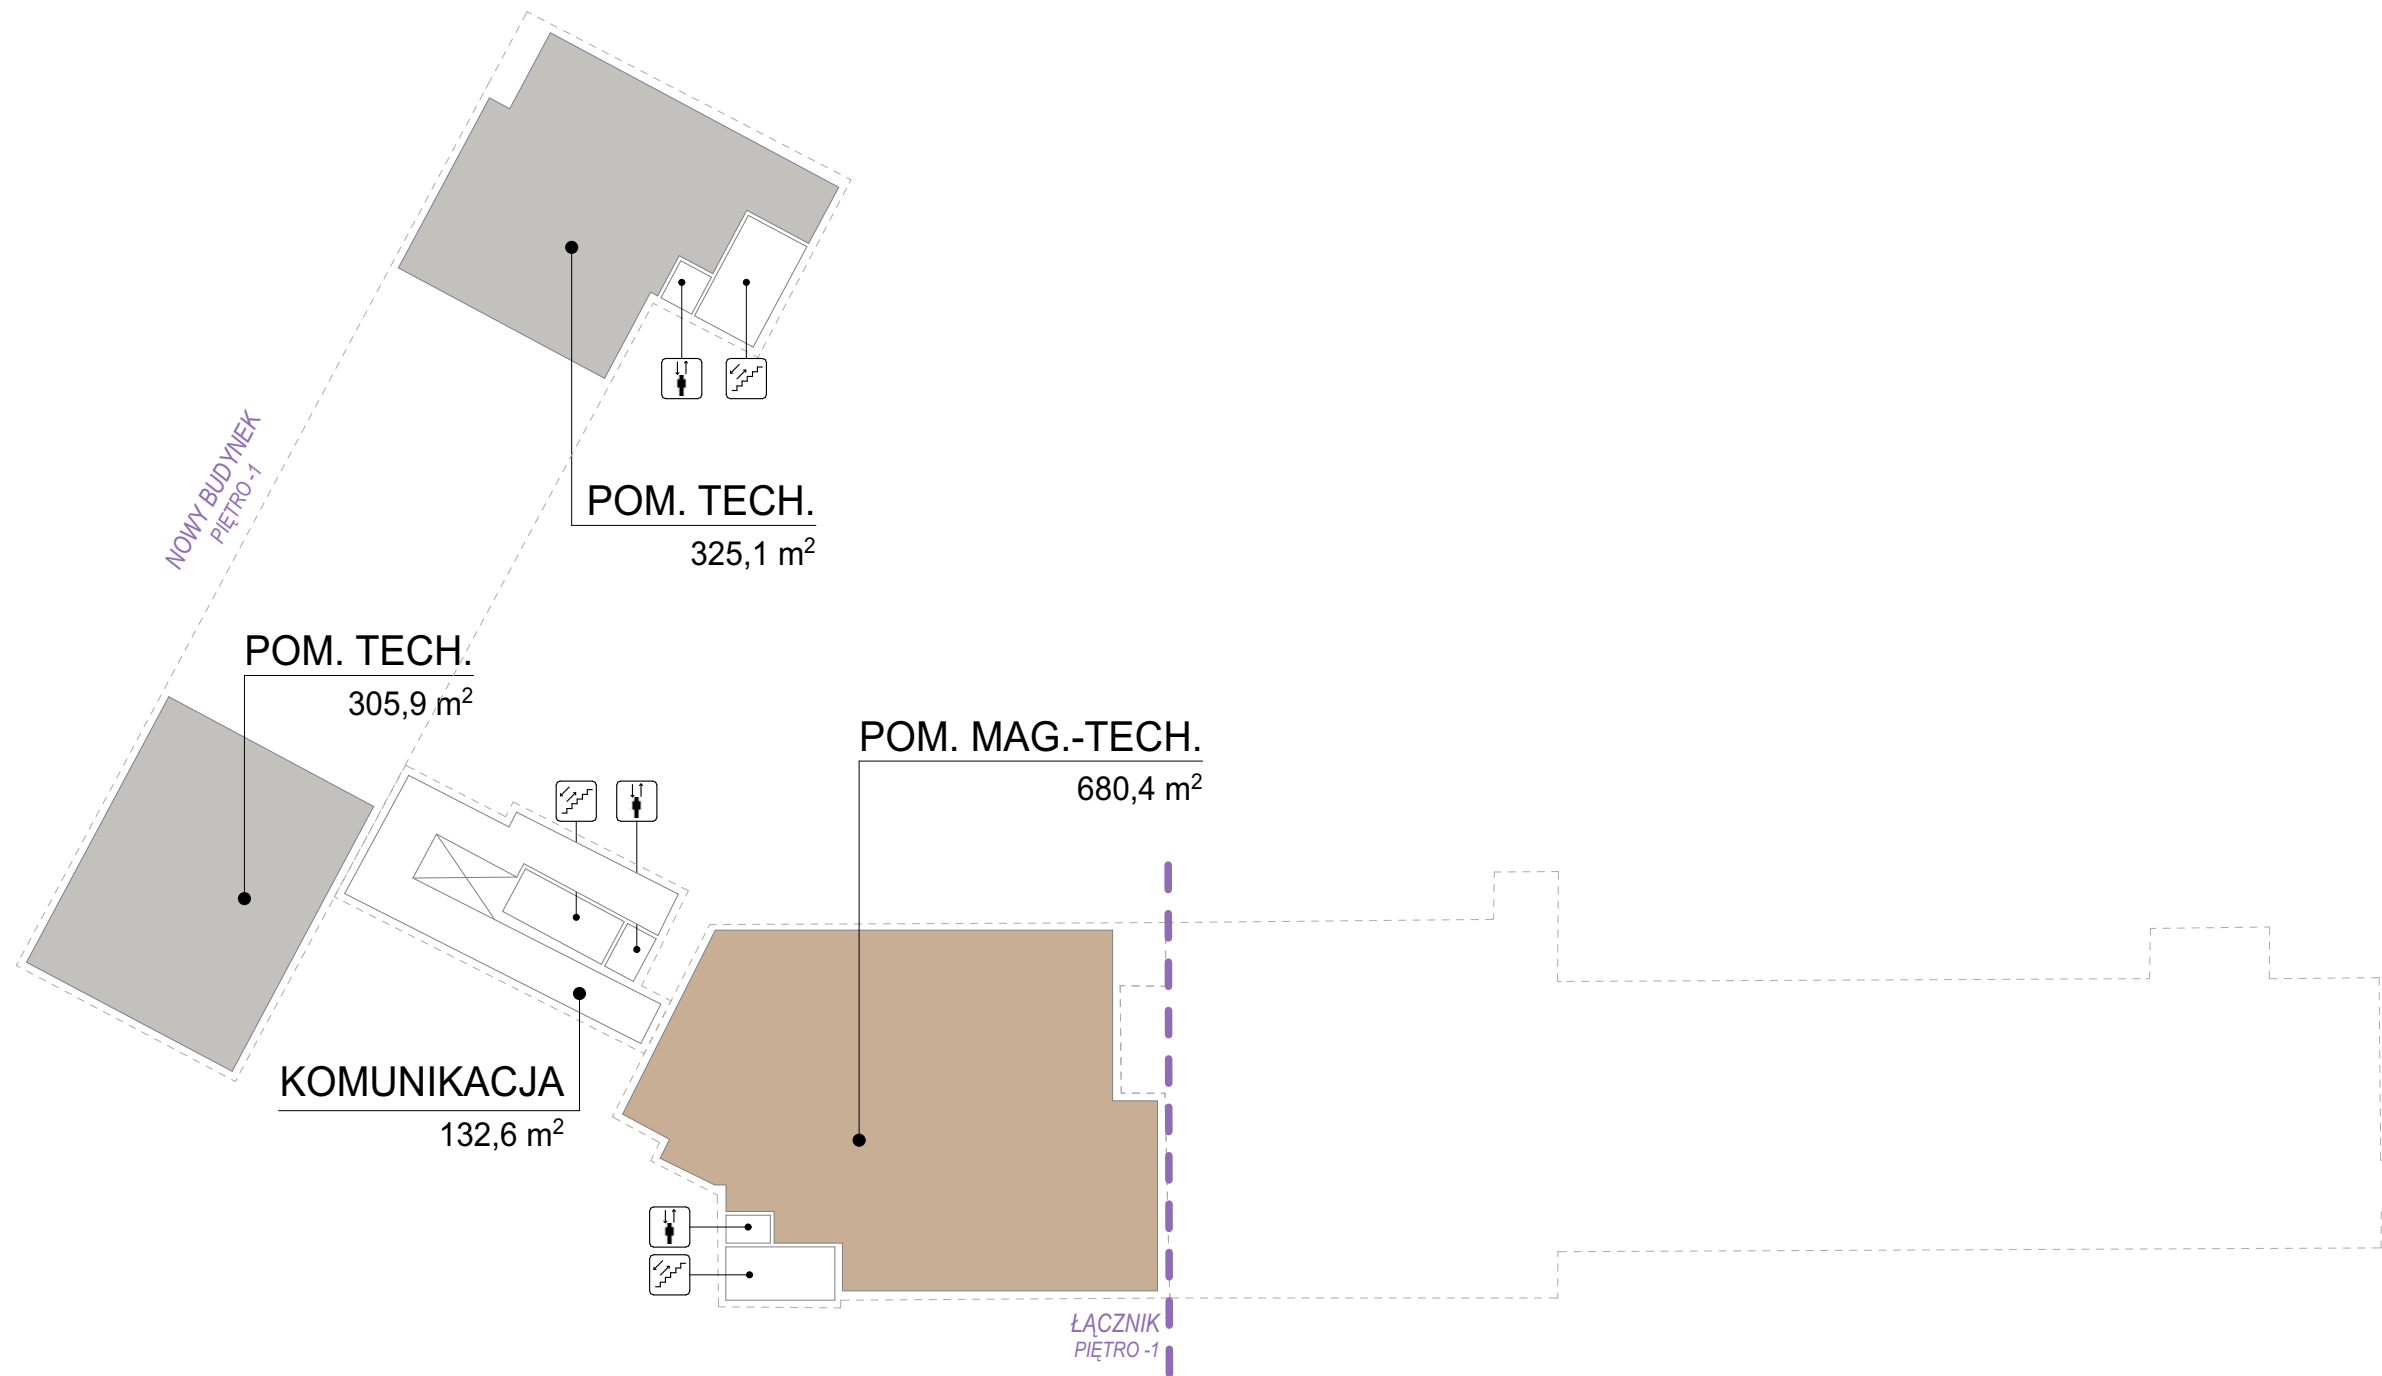 NOWY BUDYNEK
PIĘTRO -1
POM. TECH.
325,1 m²
POM. TECH.
305,9 m²
POM. MAG.-TECH.
680,4 m²
KOMUNIKACJA
132,6 m²
ŁĄCZNIK
PIĘTRO -1